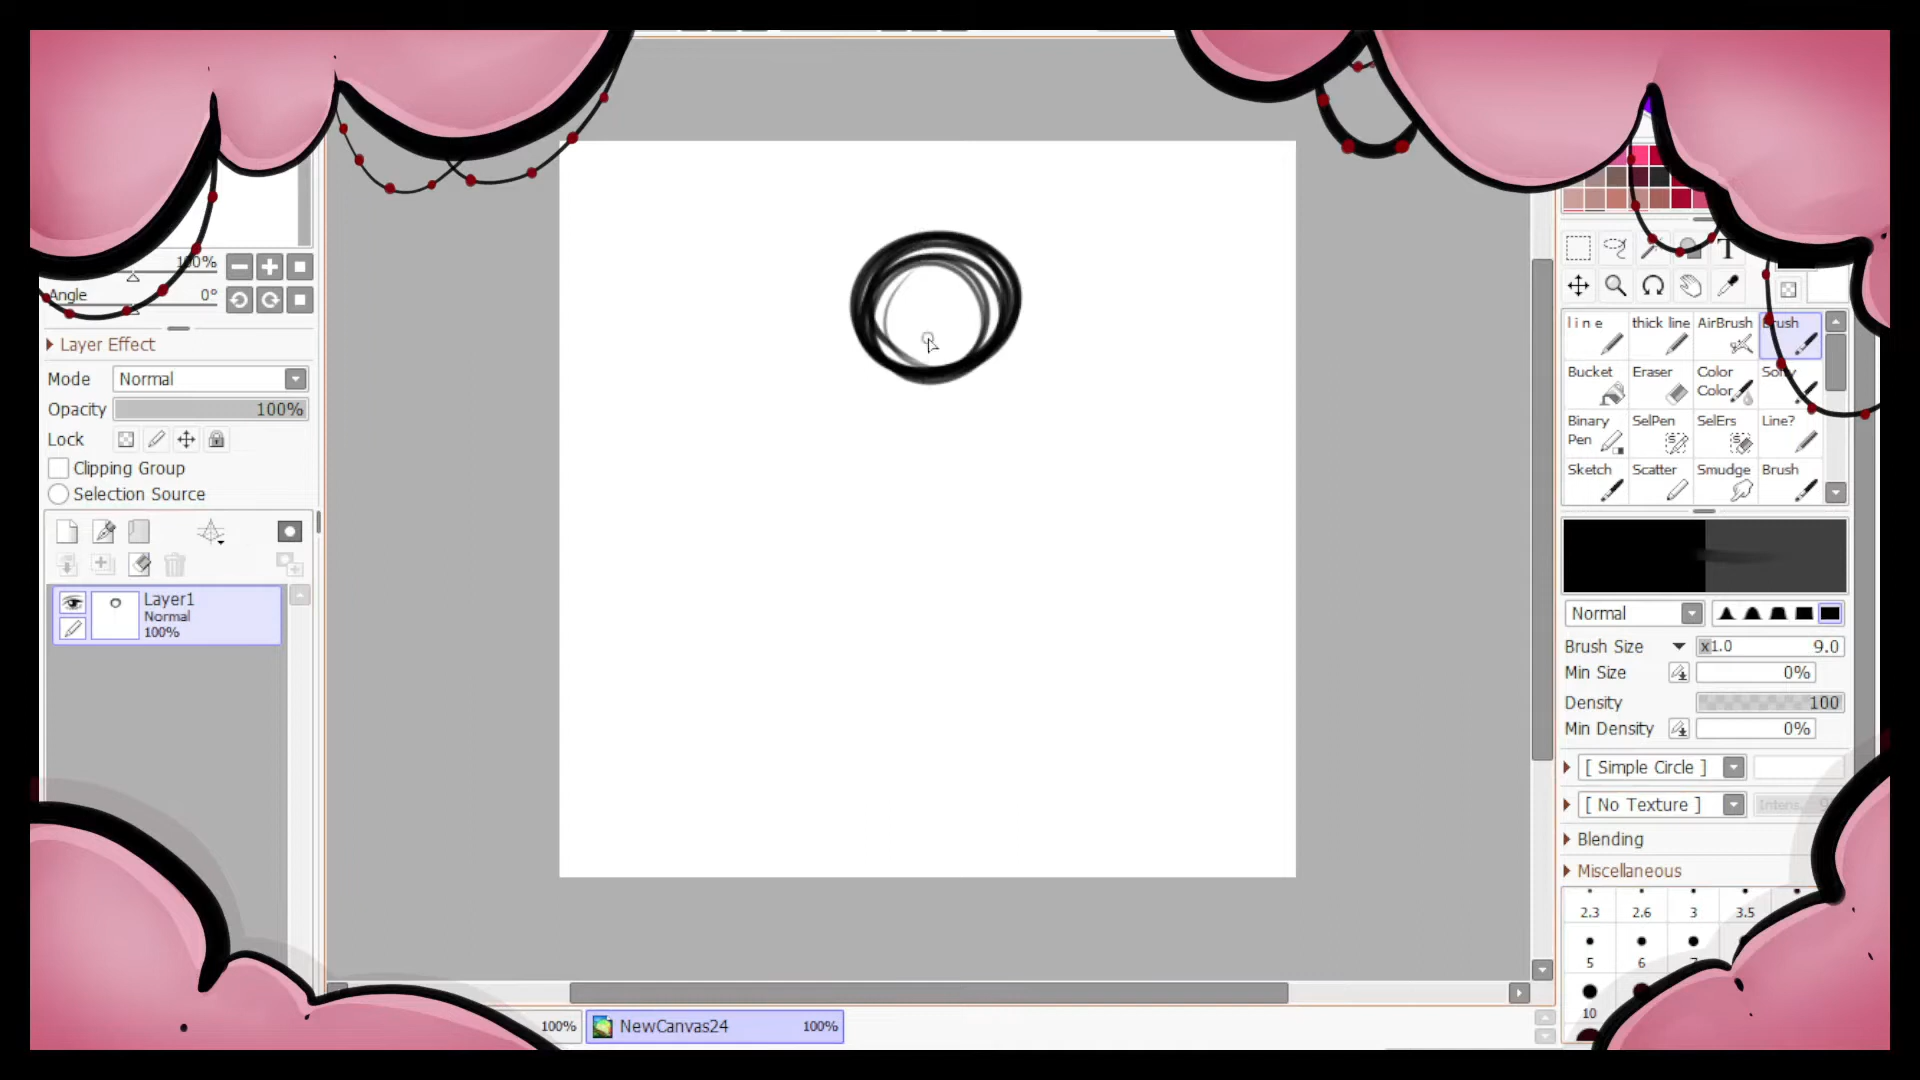 100%
Angle 0°
Layer Effect
Mode Normal
Opacity 100%
Lock
Clipping Group
Selection Source
Layer1
Normal
100%
100%
NewCanvas24 100%
T
line thick line AirBrush Brush
Bucket Eraser Color
Color
Binary
Pen SelPen SelErs Line?
Sketch Scatter Smudge Brush
Normal
Brush Size x1.0 9.0
Min Size 0%
Density 100
Min Density 0%
[ Simple Circle ]
[ No Texture ]
Blending
Miscellaneous
2.3 2.6 3 3.5
5 6
10